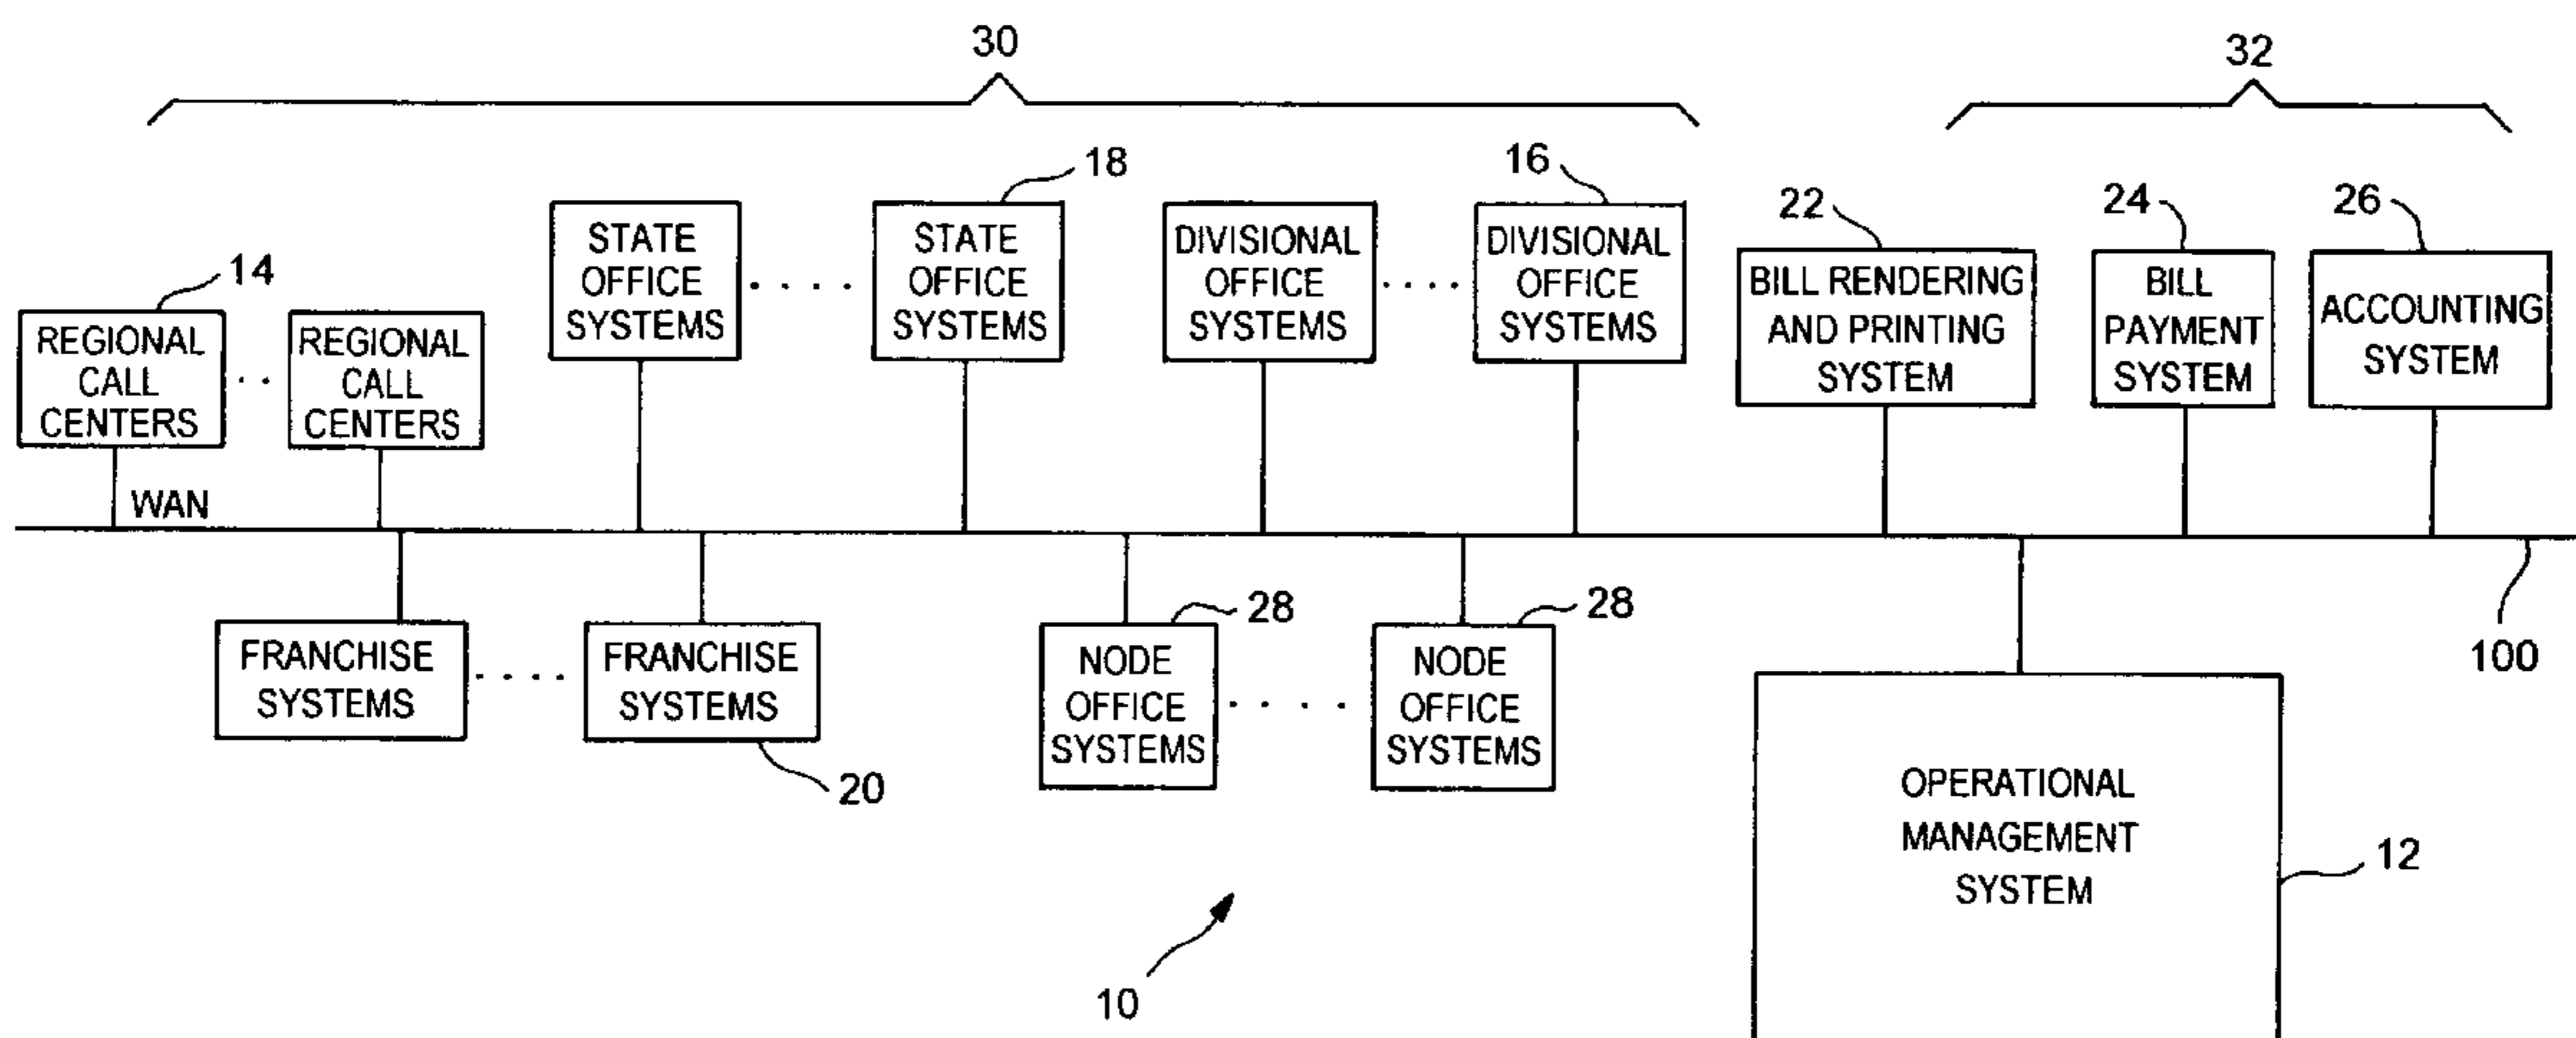 30
32
18
16
22
24
26
14
STATE
OFFICE
SYSTEMS
STATE
OFFICE
SYSTEMS
DIVISIONAL
OFFICE
SYSTEMS
DIVISIONAL
OFFICE
SYSTEMS
BILL RENDERING
AND PRINTING
SYSTEM
BILL
PAYMENT
SYSTEM
ACCOUNTING
SYSTEM
REGIONAL
CALL
CENTERS
REGIONAL
CALL
CENTERS
WAN
100
FRANCHISE
SYSTEMS
FRANCHISE
SYSTEMS
20
NODE
OFFICE
SYSTEMS
28
NODE
OFFICE
SYSTEMS
28
OPERATIONAL
MANAGEMENT
SYSTEM
12
10